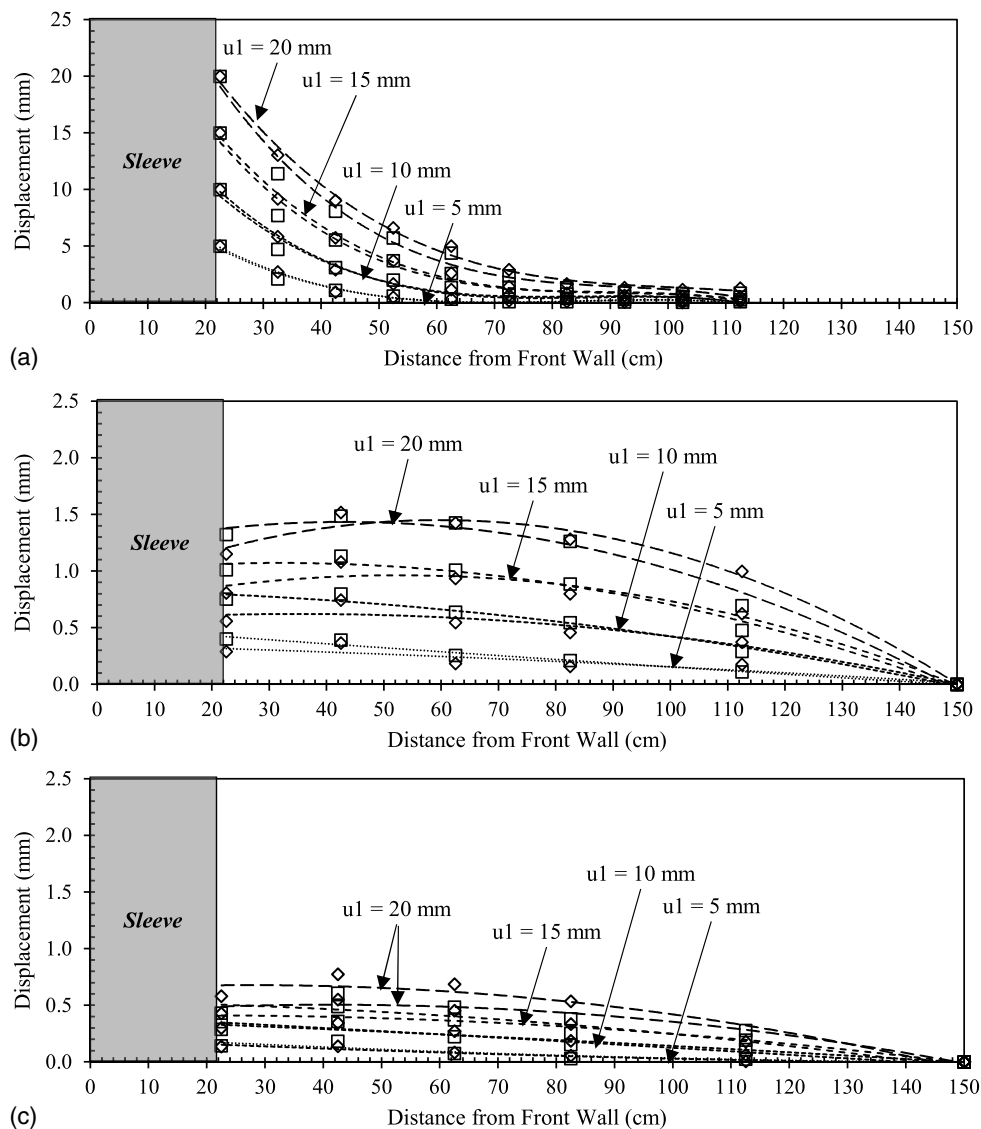 25
20
15
10
5
0
Displacement (mm)
Sleeve
u1 = 20 mm
u1 = 15 mm
u1 = 10 mm
u1 = 5 mm
0 10 20 30 40 50 60 70 80 90 100 110 120 130 140 150
(a)
Distance from Front Wall (cm)
2.5
2.0
1.5
1.0
0.5
0.0
Displacement (mm)
Sleeve
u1 = 20 mm
u1 = 10 mm
u1 = 15 mm
u1 = 5 mm
0 10 20 30 40 50 60 70 80 90 100 110 120 130 140 150
(b)
Distance from Front Wall (cm)
2.5
2.0
1.5
1.0
0.5
0.0
Displacement (mm)
Sleeve
u1 = 10 mm
u1 = 20 mm
u1 = 5 mm
u1 = 15 mm
0 10 20 30 40 50 60 70 80 90 100 110 120 130 140 150
(c)
Distance from Front Wall (cm)